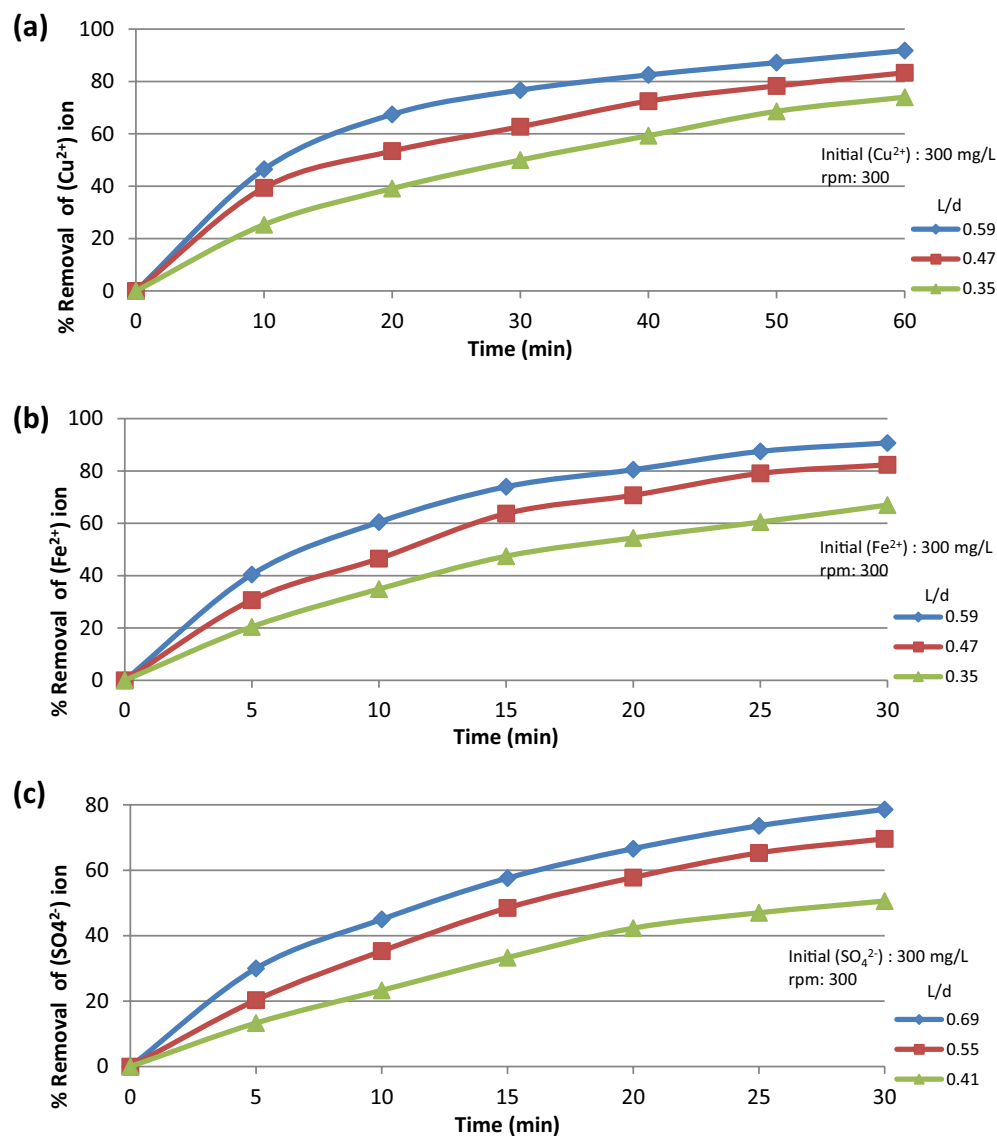 (a)
% Removal of (Cu²⁺) ion
100
80
60
40
20
0
0 10 20 30 40 50 60
Time (min)
Initial (Cu²⁺) : 300 mg/L
rpm: 300
L/d
0.59
0.47
0.35
(b)
% Removal of (Fe²⁺) ion
100
80
60
40
20
0
0 5 10 15 20 25 30
Time (min)
Initial (Fe²⁺) : 300 mg/L
rpm: 300
L/d
0.59
0.47
0.35
(c)
% Removal of (SO4²⁻) ion
80
60
40
20
0
0 5 10 15 20 25 30
Time (min)
Initial (SO₄²⁻) : 300 mg/L
rpm: 300
L/d
0.69
0.55
0.41